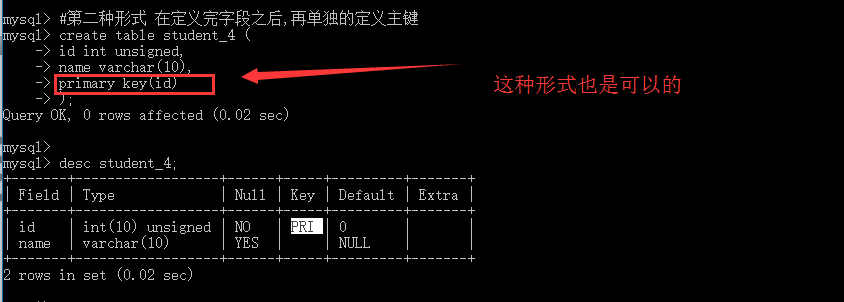 mysql> #第二种形式 在定义完字段之后,再单独的定义主键
mysql> create table student_4 (
    -> id int unsigned,
    -> name varchar(10),
    -> primary key(id)
    -> );
这种形式也是可以的
Query OK, 0 rows affected (0.02 sec)
mysql>
mysql> desc student_4;
+-------+------------------+------+-----+---------+-------+
| Field | Type             | Null | Key | Default | Extra |
+-------+------------------+------+-----+---------+-------+
| id    | int(10) unsigned | NO   | PRI | 0       |       |
| name  | varchar(10)      | YES  |     | NULL    |       |
+-------+------------------+------+-----+---------+-------+
2 rows in set (0.02 sec)